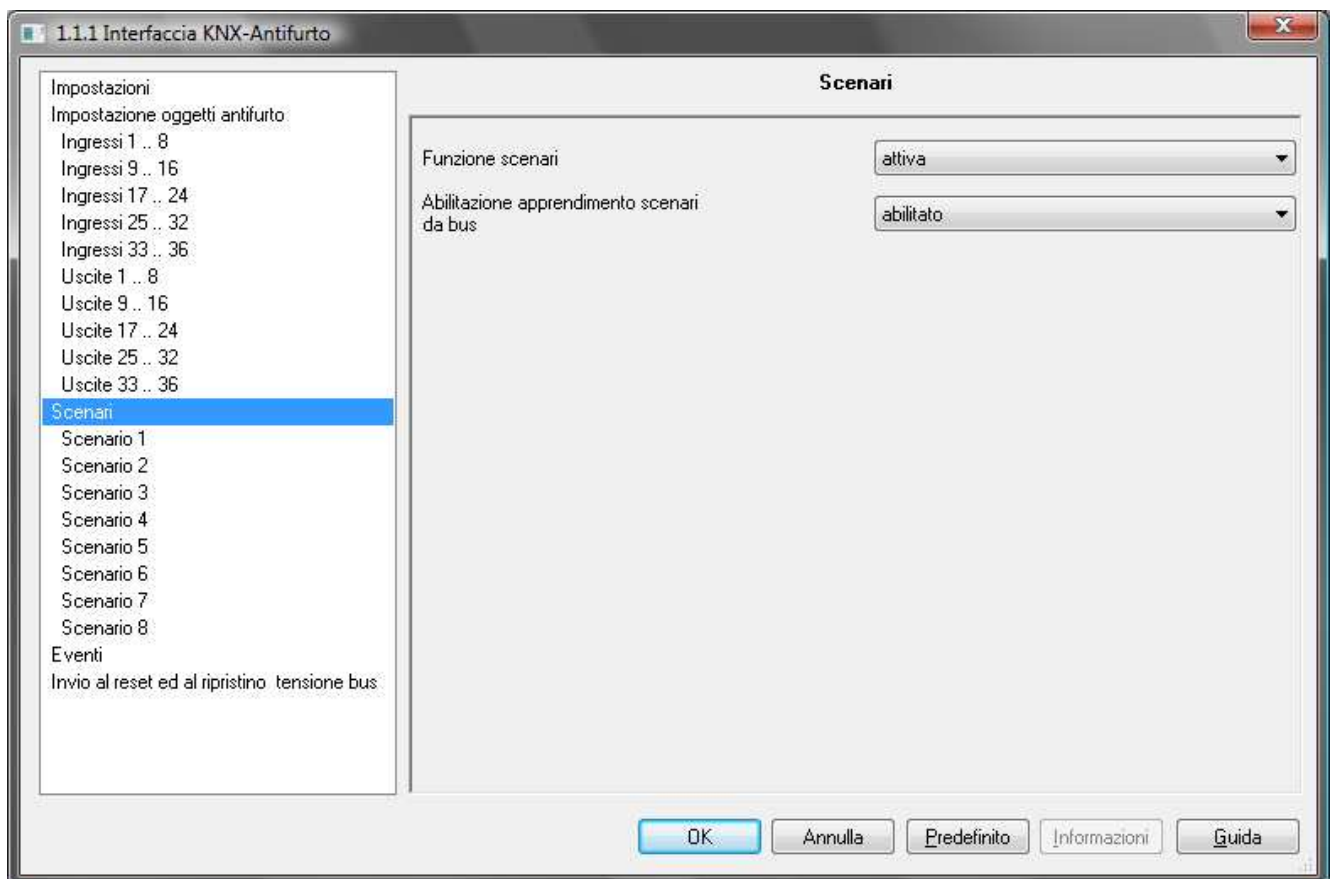 1.1.1 Interfaccia KNX-Antifurto
Impostazioni
Impostazione oggetti antifurto
Ingressi 1 .. 8
Ingressi 9 .. 16
Ingressi 17 .. 24
Ingressi 25 .. 32
Ingressi 33 .. 36
Uscite 1 .. 8
Uscite 9 .. 16
Uscite 17 .. 24
Uscite 25 .. 32
Uscite 33 .. 36
Scenari
Scenario 1
Scenario 2
Scenario 3
Scenario 4
Scenario 5
Scenario 6
Scenario 7
Scenario 8
Eventi
Invio al reset ed al ripristino tensione bus
Scenari
Funzione scenari
attiva
Abilitazione apprendimento scenari
da bus
abilitato
OK
Annulla
Predefinito
Informazioni
Guida